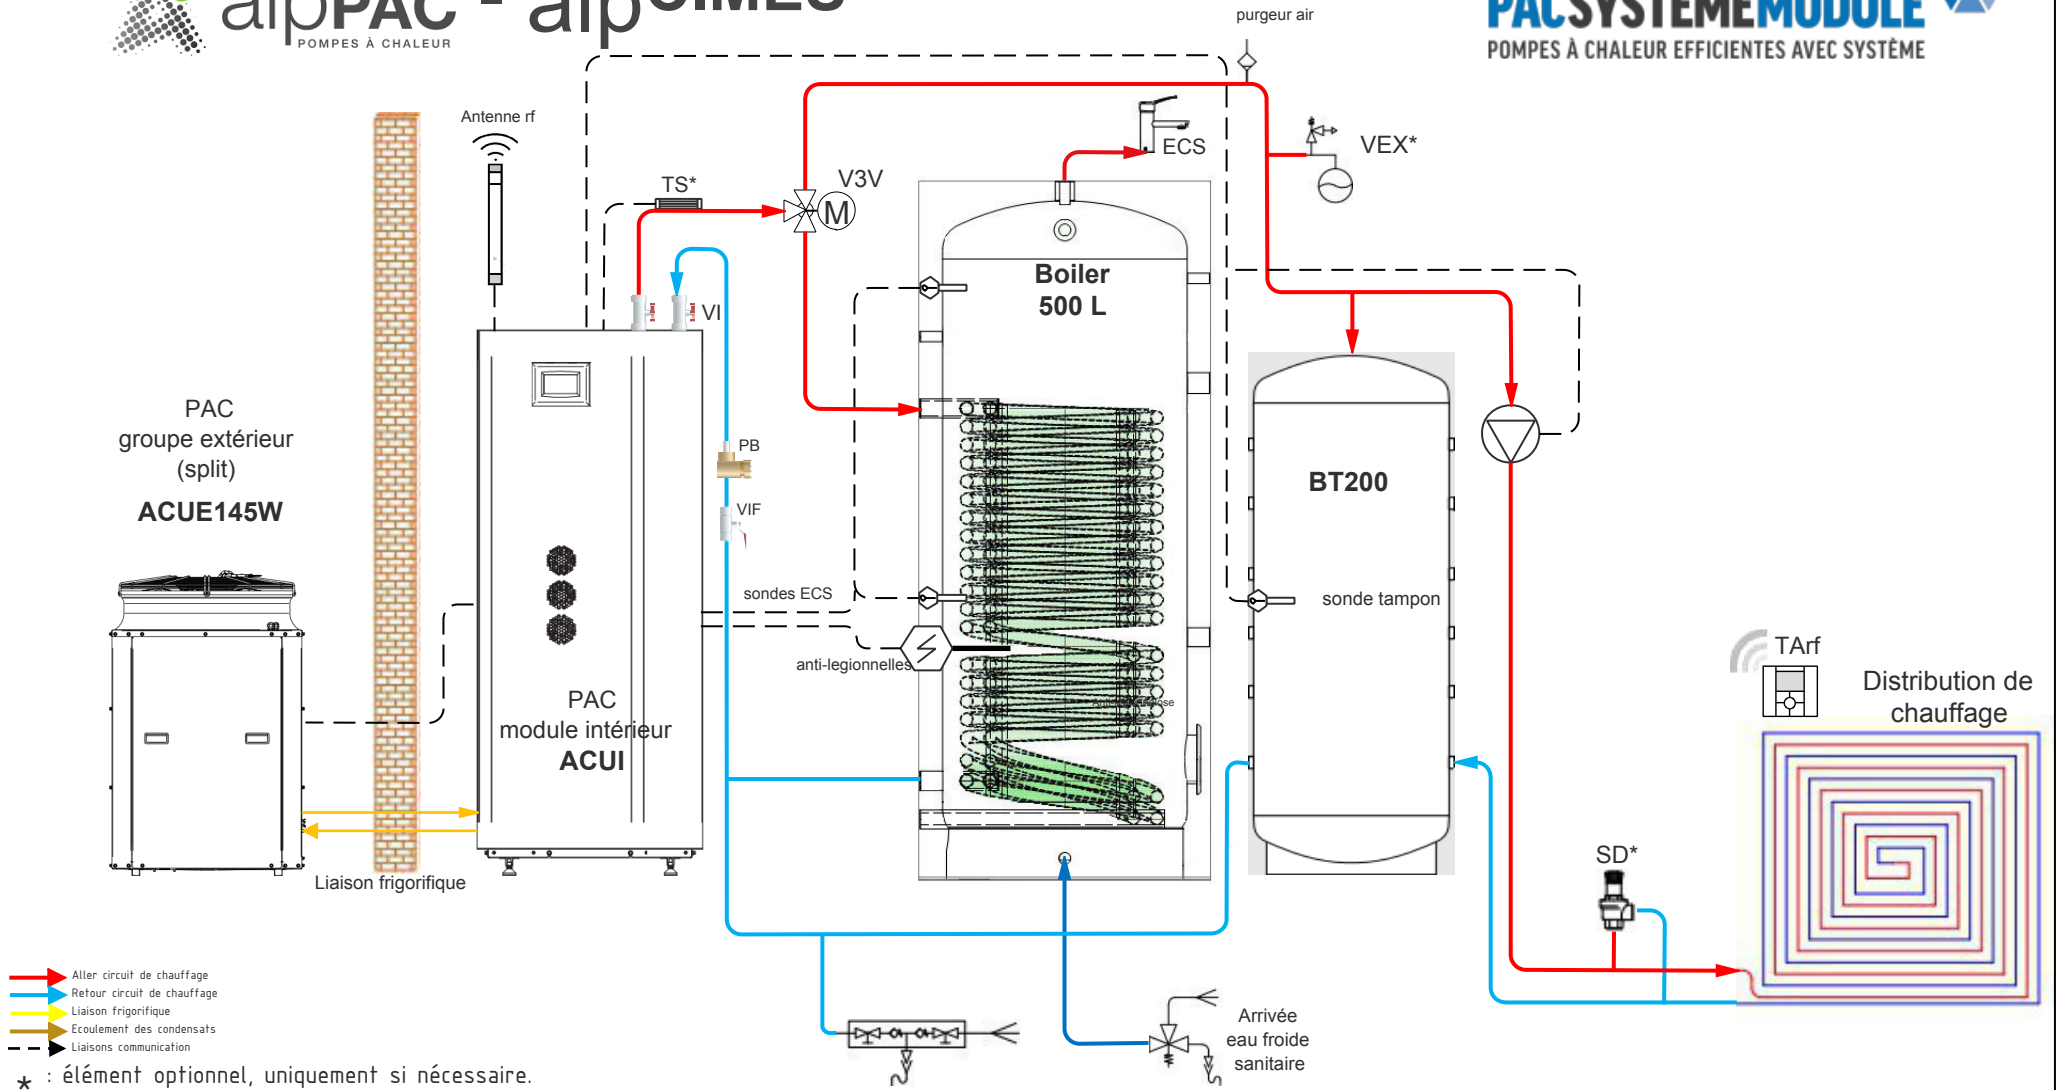 alpPAC - alpCIMES
POMPES À CHALEUR
PACSYSTEMEMODULE
POMPES À CHALEUR EFFICIENTES AVEC SYSTÈME
purgeur air
Antenne rf
ECS
VEX*
TS*
V3V
M
Boiler
500 L
VI
PAC
groupe extérieur
(split)
ACUE145W
PB
VIF
BT200
sondes ECS
sonde tampon
anti-legionnelles
TArf
Distribution de
chauffage
PAC
module intérieur
ACUI
SD*
Liaison frigorifique
Aller circuit de chauffage
Retour circuit de chauffage
Liaison frigorifique
Ecoulement des condensats
Liaisons communication
* : élément optionnel, uniquement si nécessaire.
Arrivée
eau froide
sanitaire